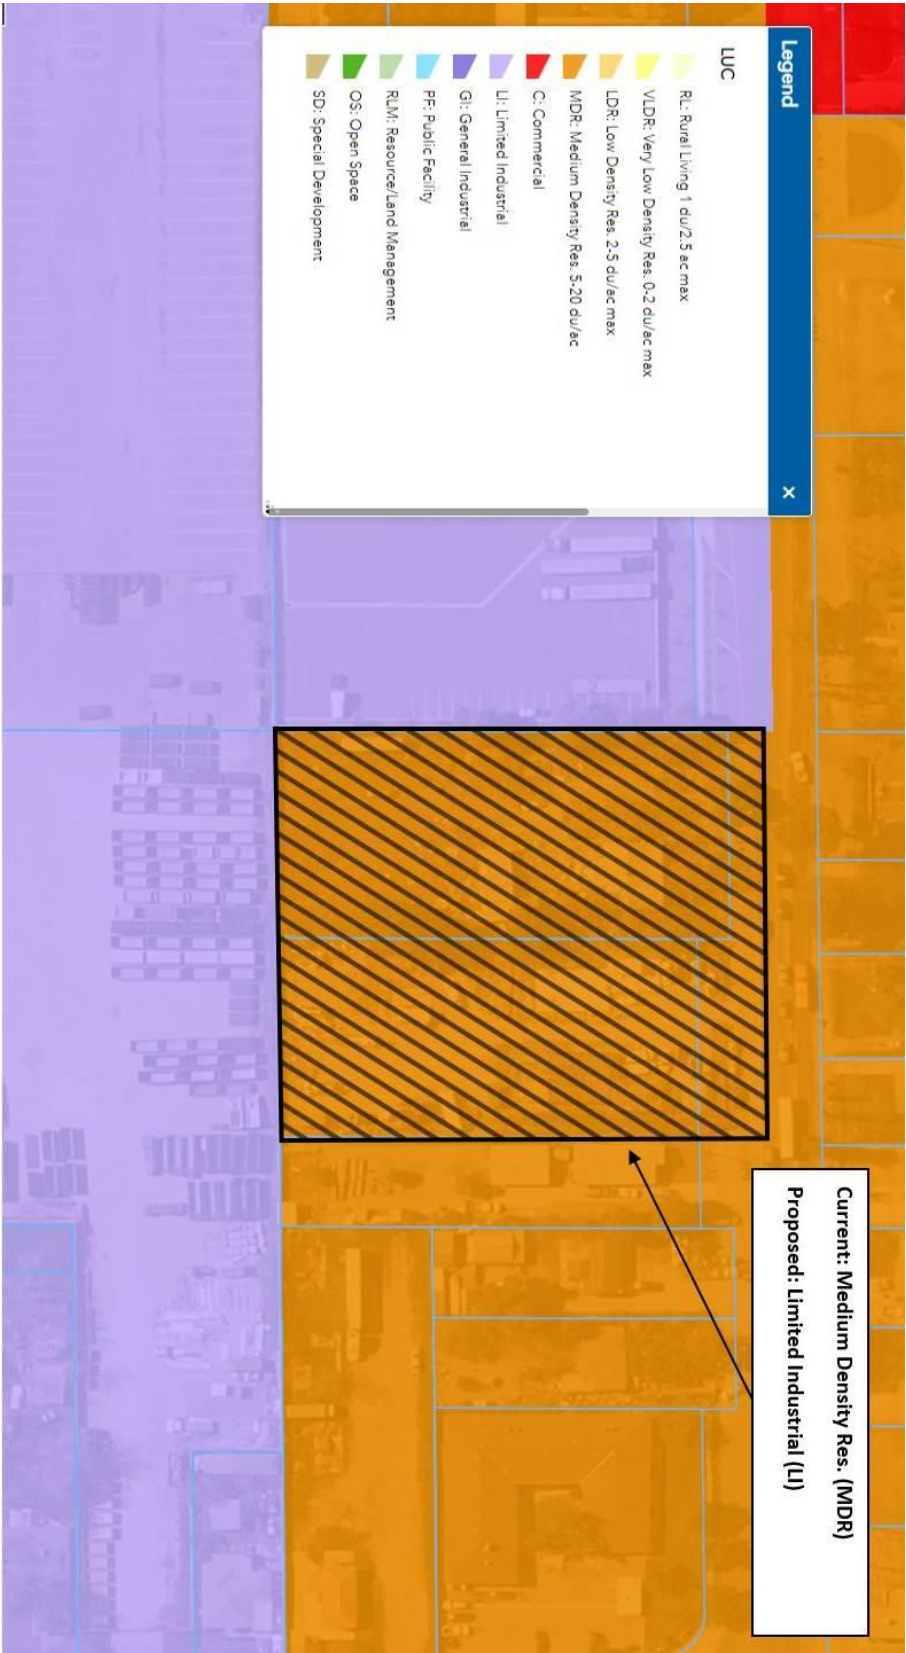 Legend ×
LUC
RL: Rural Living 1 du/2.5 ac max
VLDR: Very Low Density Res. 0-2 du/ac max
LDR: Low Density Res. 2-5 du/ac max
MDR: Medium Density Res. 5-20 du/ac
C: Commercial
LI: Limited Industrial
GI: General Industrial
PF: Public Facility
RLM: Resource/Land Management
OS: Open Space
SD: Special Development
Current: Medium Density Res. (MDR)
Proposed: Limited Industrial (LI)